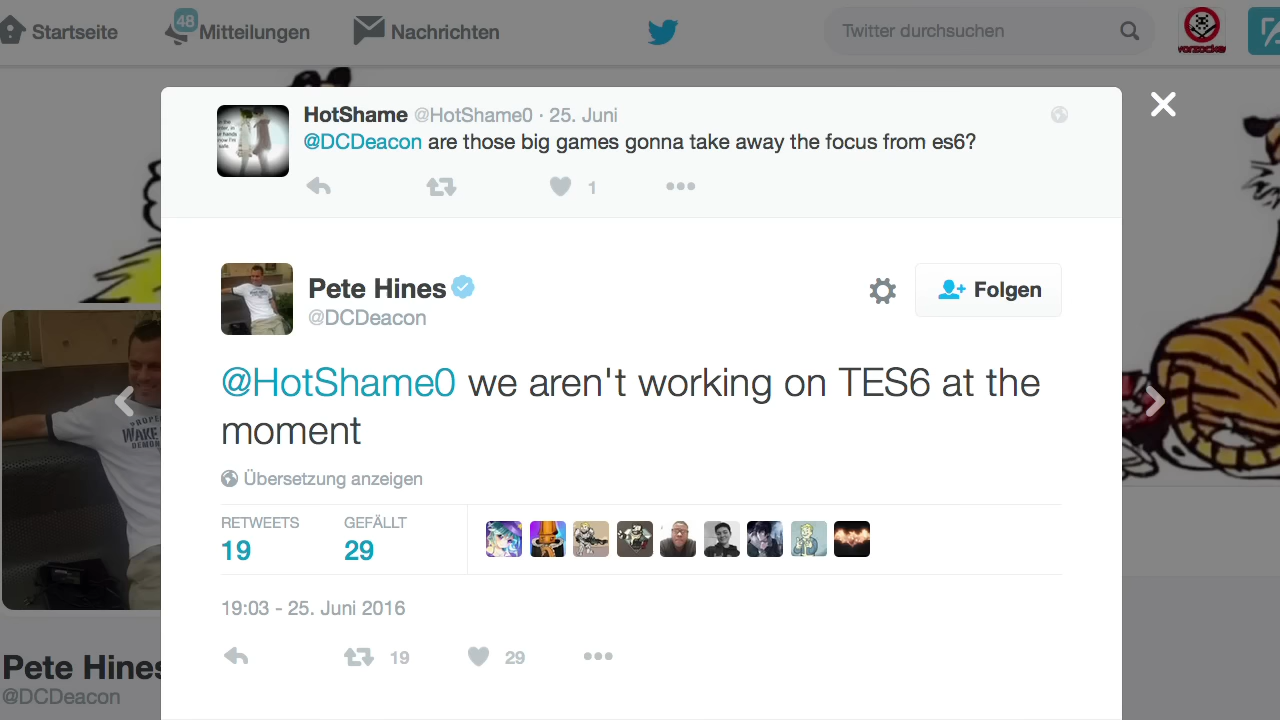 Startseite
48
Mitteilungen
Nachrichten
Twitter durchsuchen
HotShame @HotShame0 · 25. Juni
@DCDeacon are those big games gonna take away the focus from es6?
1
Pete Hines
@DCDeacon
Folgen
@HotShame0 we aren't working on TES6 at the
moment
Übersetzung anzeigen
RETWEETS
19
GEFÄLLT
29
19:03 - 25. Juni 2016
19
29
WAKE
Pete Hines
@DCDeacon